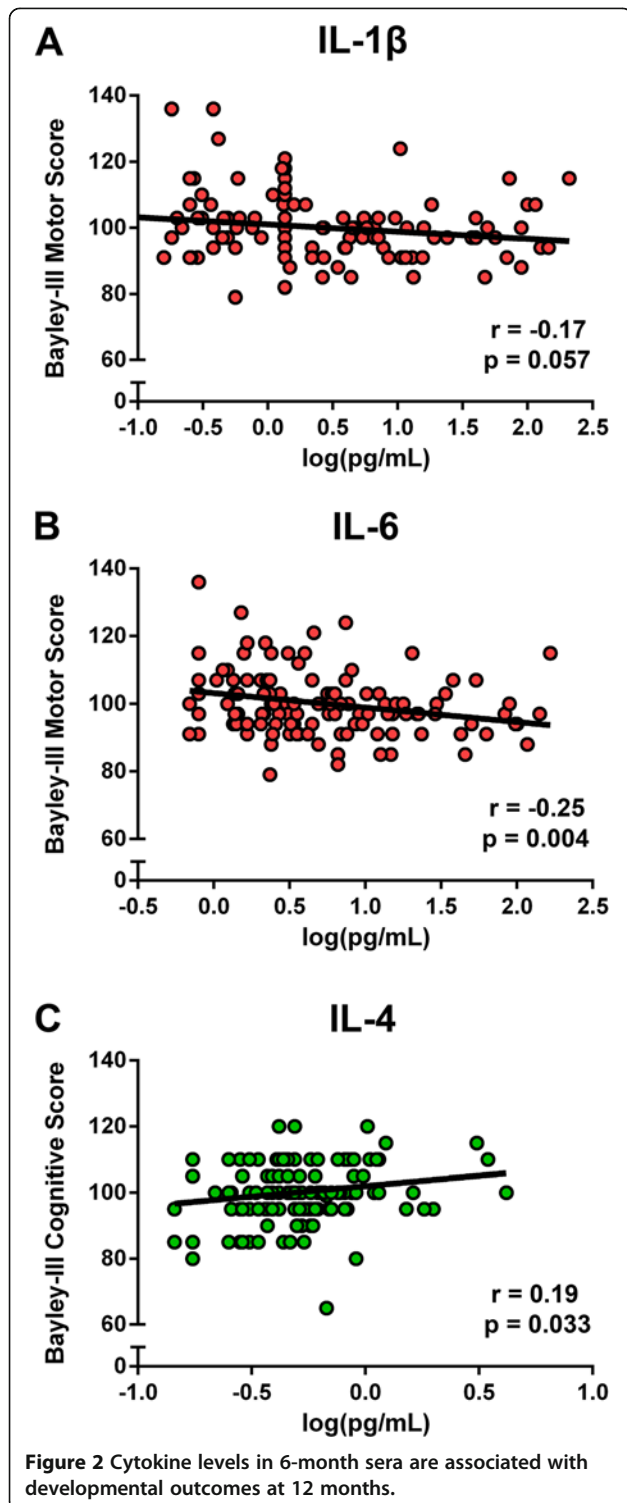 A
IL-1β
Bayley-III Motor Score
140
120
100
80
60
0
r = -0.17
p = 0.057
-1.0 -0.5 0.0 0.5 1.0 1.5 2.0 2.5
log(pg/mL)
B
IL-6
Bayley-III Motor Score
140
120
100
80
60
0
r = -0.25
p = 0.004
-0.5 0.0 0.5 1.0 1.5 2.0 2.5
log(pg/mL)
C
IL-4
Bayley-III Cognitive Score
140
120
100
80
60
0
r = 0.19
p = 0.033
-1.0 -0.5 0.0 0.5 1.0
log(pg/mL)
Figure 2 Cytokine levels in 6-month sera are associated with
developmental outcomes at 12 months.